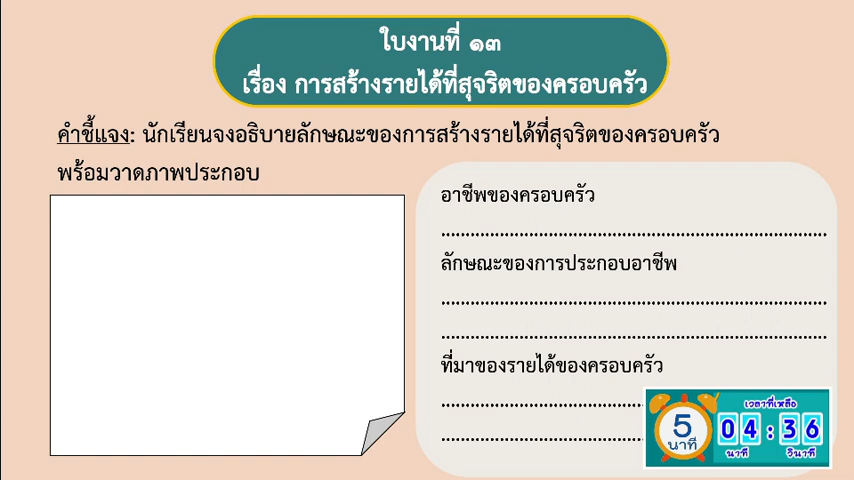 ใบงานที่ ๑๓
เรื่อง การสร้างรายได้ที่สุจริตของครอบครัว
คำชี้แจง: นักเรียนจงอธิบายลักษณะของการสร้างรายได้ที่สุจริตของครอบครัว
พร้อมวาดภาพประกอบ
อาชีพของครอบครัว
................................................................................
ลักษณะของการประกอบอาชีพ
................................................................................
................................................................................
ที่มาของรายได้ของครอบครัว
..........................................
..........................................
5
นาที
เวลาที่เหลือ
04:36
นาที วินาที